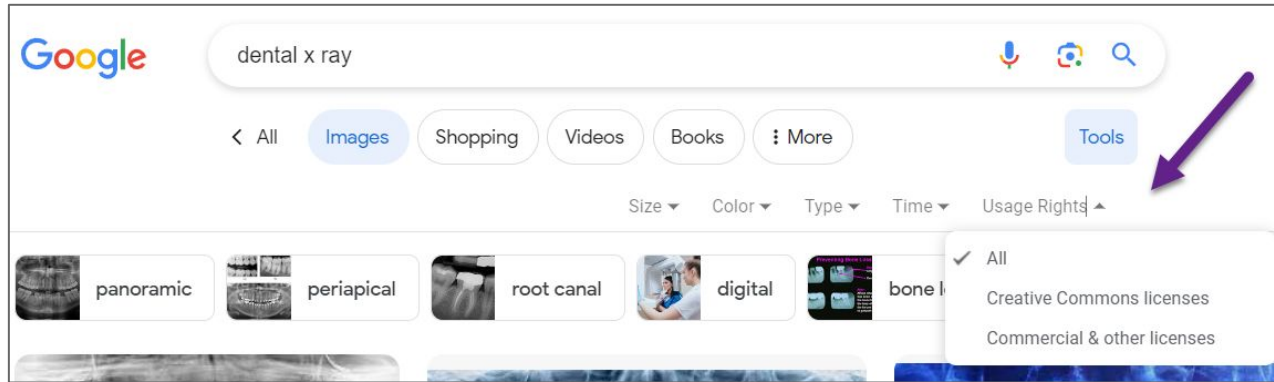 Google
dental x ray
All Images Shopping Videos Books More Tools
Size Color Type Time Usage Rights
All
Creative Commons licenses
Commercial & other licenses
panoramic periapical root canal digital bone l